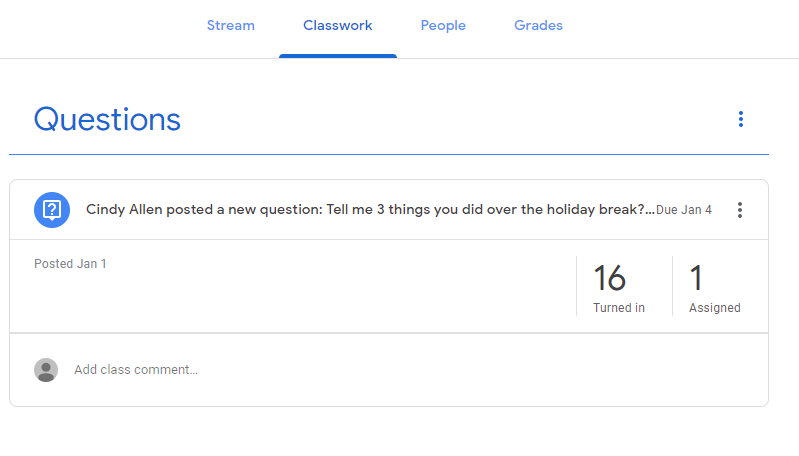 Stream Classwork People Grades
Questions
Cindy Allen posted a new question: Tell me 3 things you did over the holiday break?... Due Jan 4
Posted Jan 1
16 1
Turned in Assigned
Add class comment...